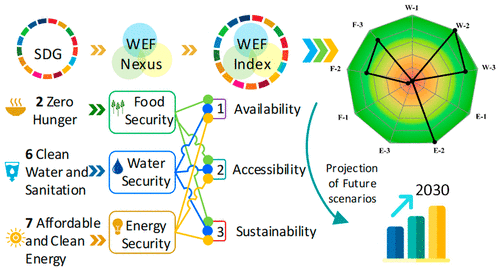 SDG
WEF
Nexus
WEF
Index
2 Zero
Hunger
Food
Security
1
Availability
6 Clean
Water and
Sanitation
Water
Security
2
Accessibility
7 Affordable
and Clean
Energy
Energy
Security
3
Sustainability
W-1
W-2
W-3
E-1
E-2
E-3
F-1
F-2
F-3
Projection
of Future
scenarios
2030